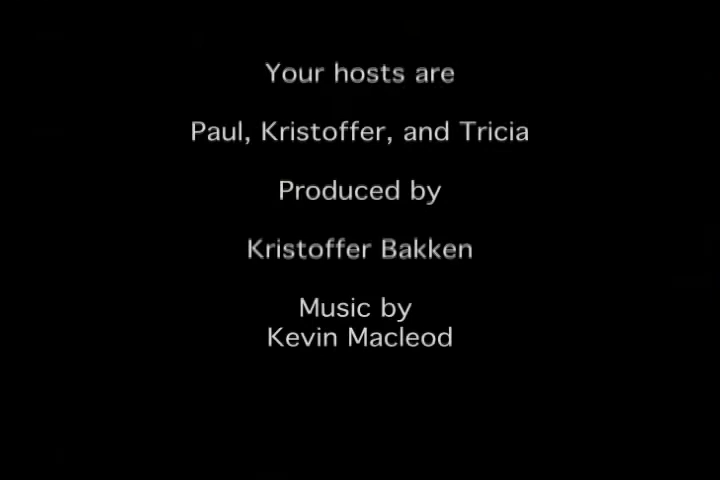 Your hosts are
Paul, Kristoffer, and Tricia
Produced by
Kristoffer Bakken
Music by
Kevin Macleod